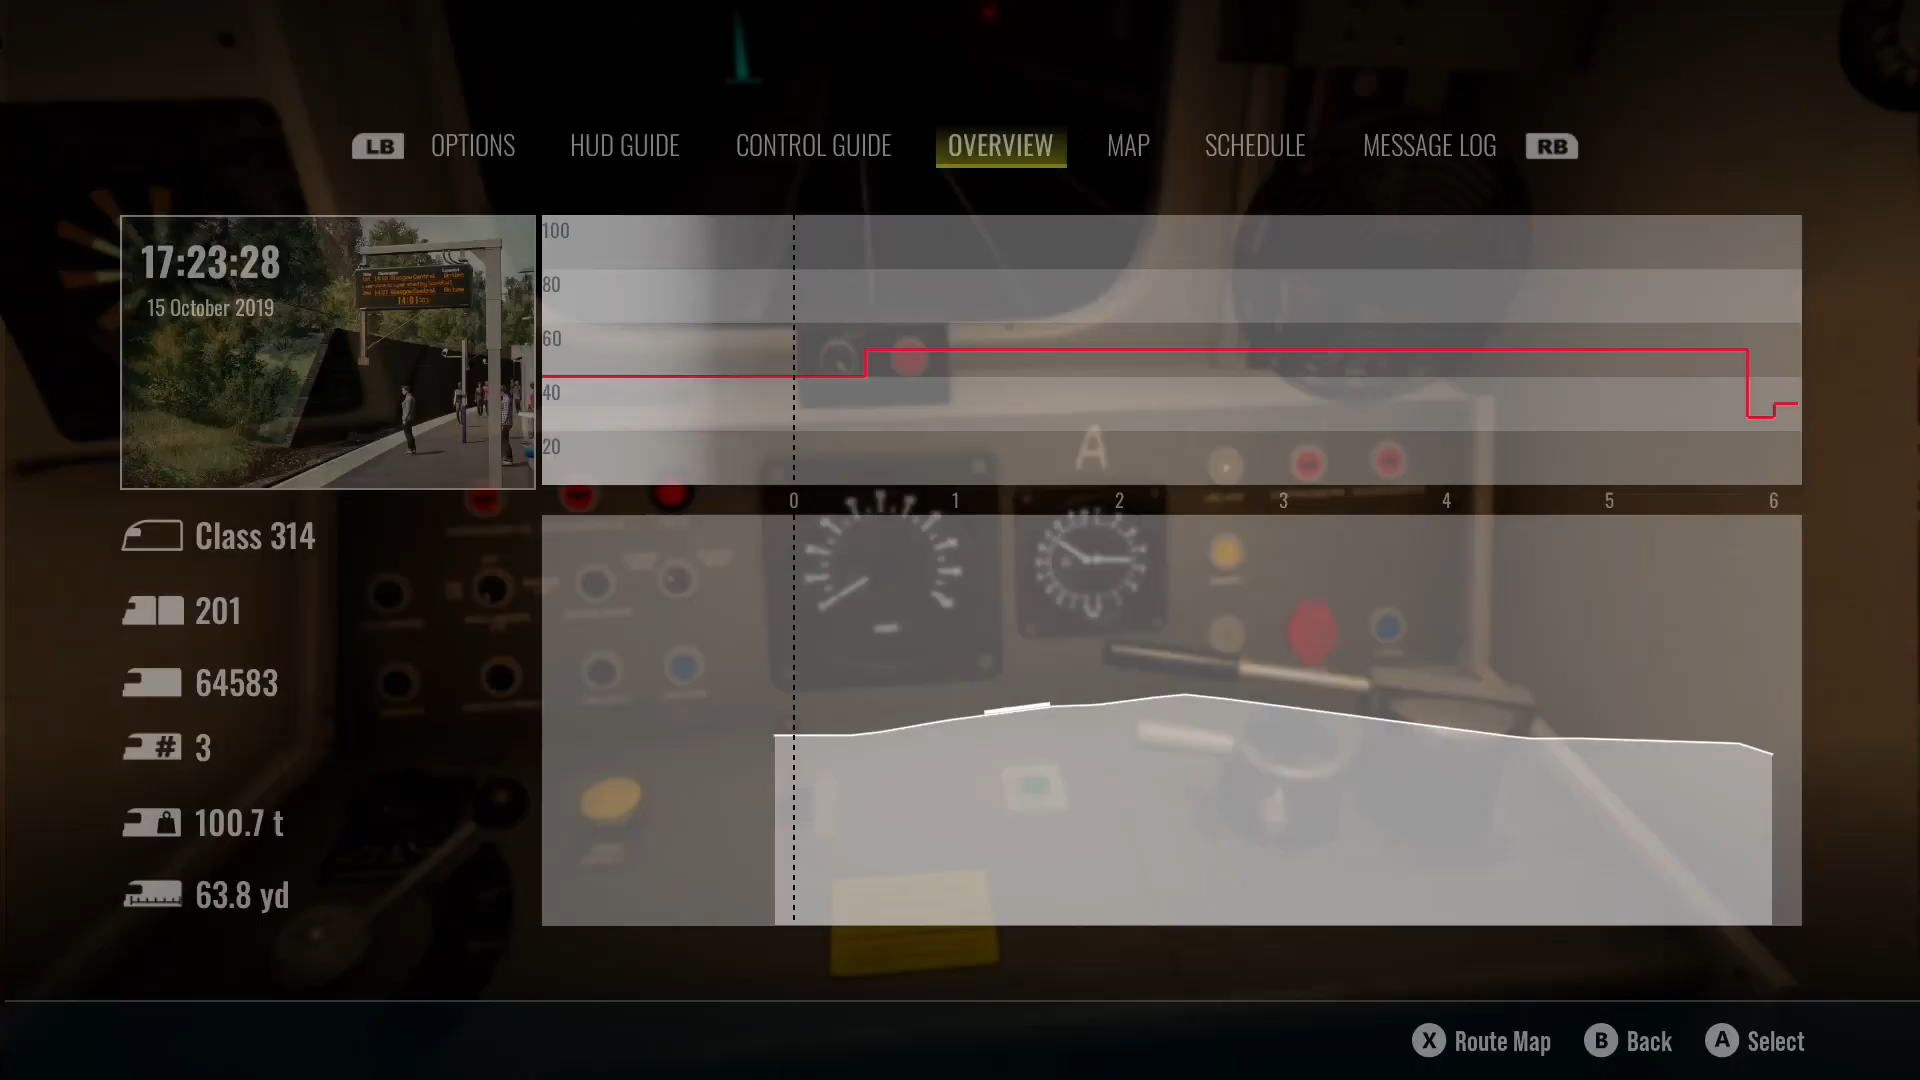 LB OPTIONS HUD GUIDE CONTROL GUIDE OVERVIEW MAP SCHEDULE MESSAGE LOG RB
17:23:28
15 October 2019
14:01
100
80
60
40
20
0 1 2 3 4 5 6
A
Class 314
201
64583
# 3
100.7 t
63.8 yd
X Route Map B Back A Select